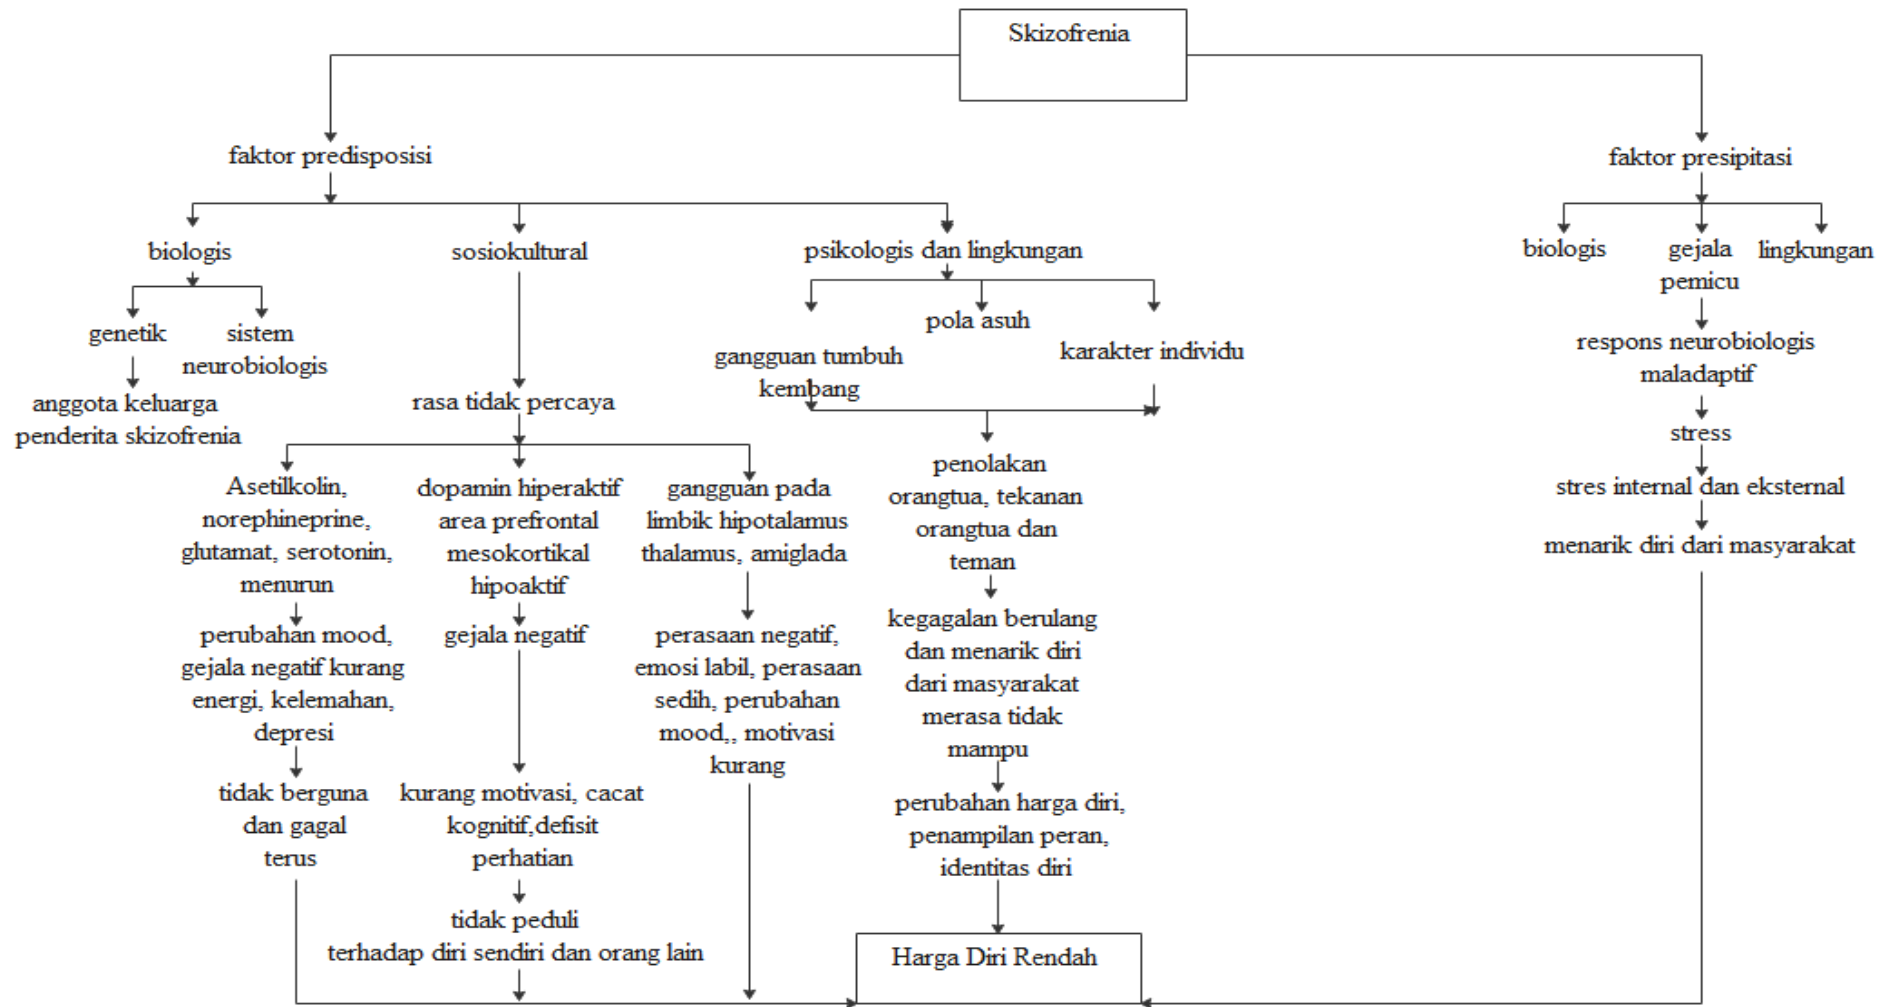 Skizofrenia
faktor predisposisi
faktor presipitasi
biologis
sosiokultural
psikologis dan lingkungan
biologis
gejala
pemicu
lingkungan
genetik
sistem
neurobiologis
pola asuh
gangguan tumbuh
kembang
karakter individu
respons neurobiologis
maladaptif
anggota keluarga
penderita skizofrenia
rasa tidak percaya
stress
Asetilkolin,
norephineprine,
glutamat, serotonin,
menurun
dopamin hiperaktif
area prefrontal
mesokortikal
hipoaktif
gangguan pada
limbik hipotalamus
thalamus, amiglada
penolakan
orangtua, tekanan
orangtua dan
teman
stres internal dan eksternal
menarik diri dari masyarakat
perubahan mood,
gejala negatif kurang
energi, kelemahan,
depresi
gejala negatif
perasaan negatif,
emosi labil, perasaan
sedih, perubahan
mood,, motivasi
kurang
kegagalan berulang
dan menarik diri
dari masyarakat
merasa tidak
mampu
tidak berguna
dan gagal
terus
kurang motivasi, cacat
kognitif,defisit
perhatian
perubahan harga diri,
penampilan peran,
identitas diri
tidak peduli
terhadap diri sendiri dan orang lain
Harga Diri Rendah